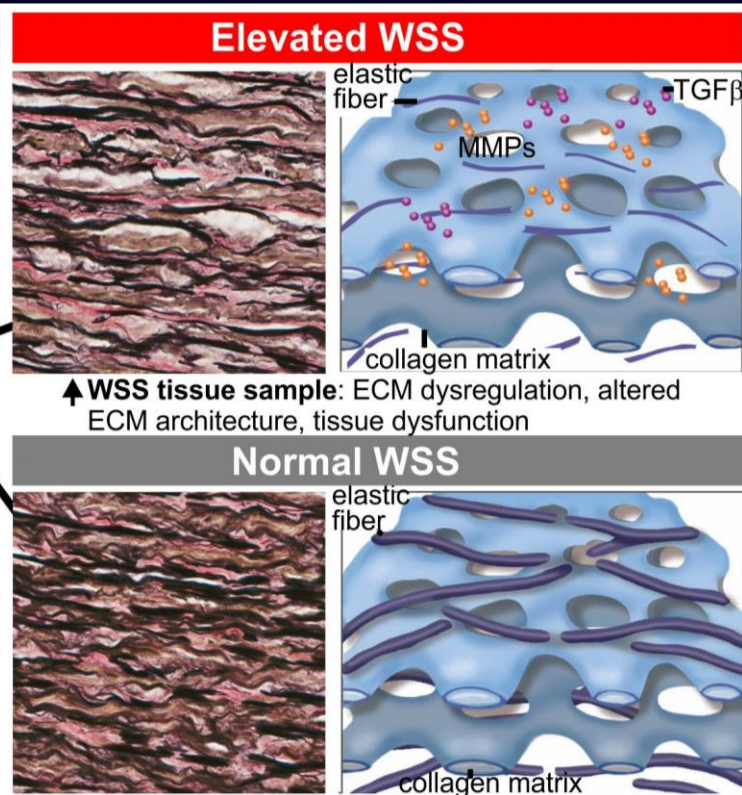 Elevated WSS
elastic
fiber
TGFβ
MMPs
collagen matrix
WSS tissue sample: ECM dysregulation, altered
ECM architecture, tissue dysfunction
Normal WSS
elastic
fiber
collagen matrix